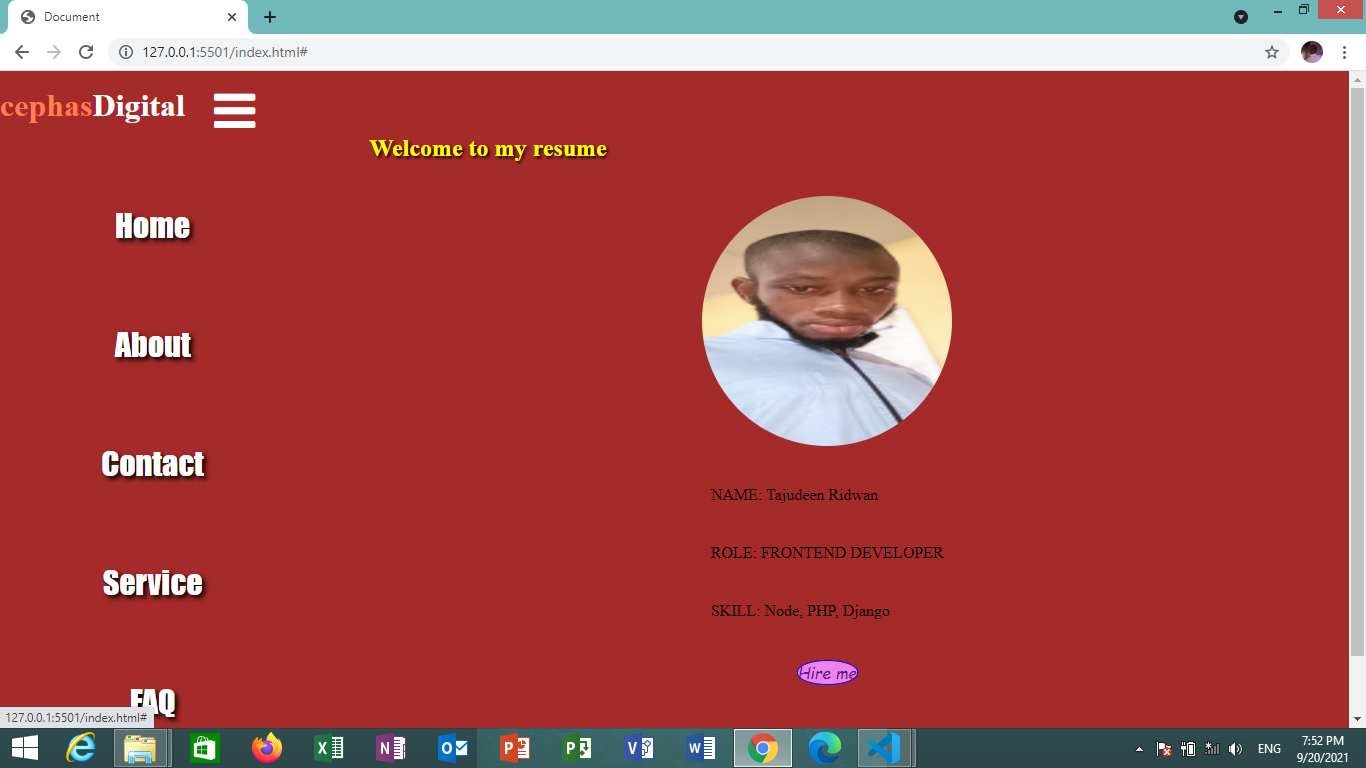 Document
127.0.0.1:5501/index.html#
cephasDigital
Welcome to my resume
Home
About
Contact
Service
FAQ
NAME: Tajudeen Ridwan
ROLE: FRONTEND DEVELOPER
SKILL: Node, PHP, Django
Hire me
127.0.0.1:5501/index.html#
ENG
7:52 PM
9/20/2021